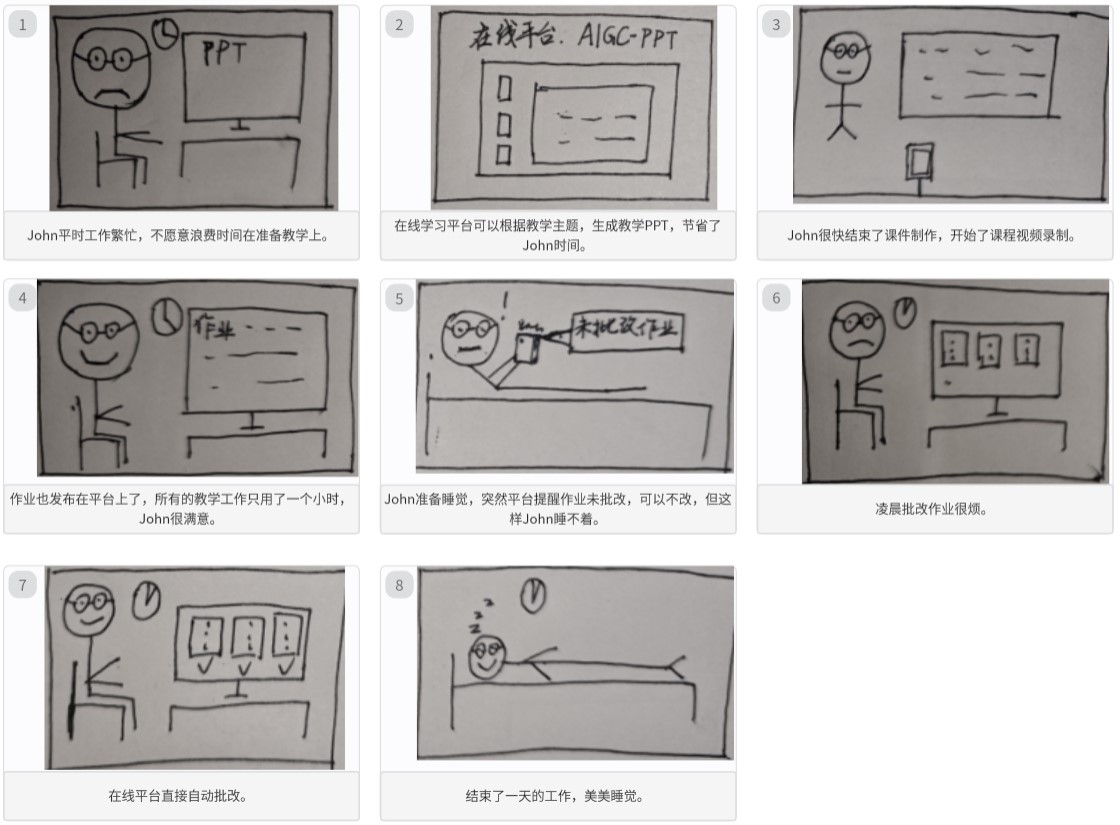 1
PPT
John平时工作繁忙，不愿意浪费时间在准备教学上。
2
在线平台: AIGC-PPT
在线学习平台可以根据教学主题，生成教学PPT，节省了
John时间。
3
John很快结束了课件制作，开始了课程视频录制。
4
作业
作业也发布在平台上了，所有的教学工作只用了一个小时，
John很满意。
5
!
未批改作业
John准备睡觉，突然平台提醒作业未批改，可以不改，但这
样John睡不着。
6
凌晨批改作业很烦。
7
在线平台直接自动批改。
8
z
z
z
结束了一天的工作，美美睡觉。